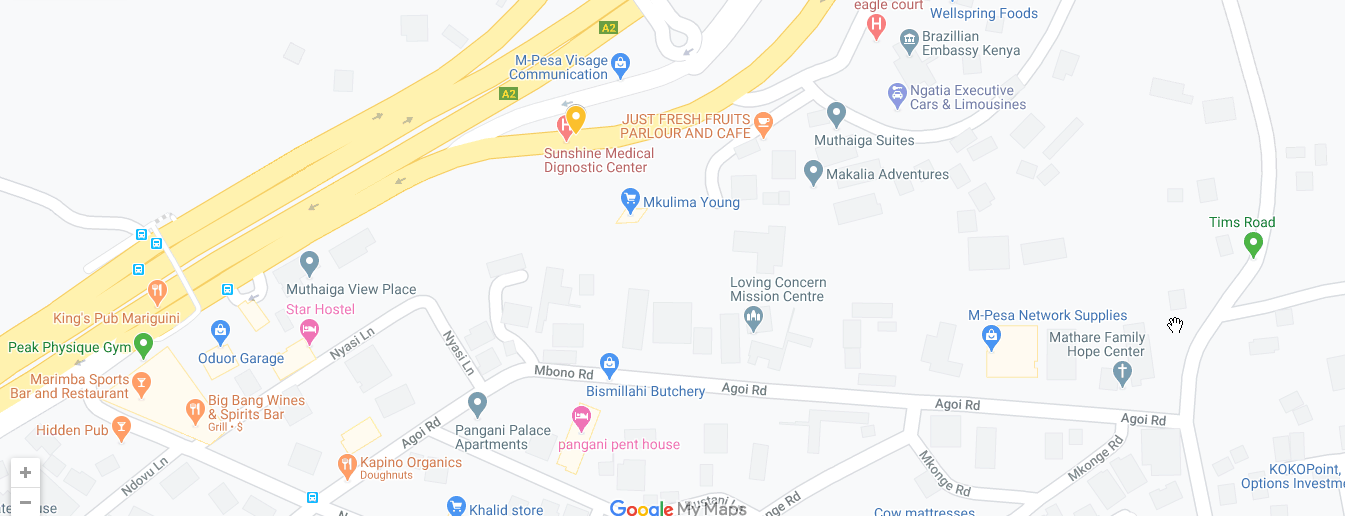 eagle court
Wellspring Foods
A2
Brazillian
Embassy Kenya
M-Pesa Visage
Communication
A2
Ngatia Executive
Cars & Limousines
JUST FRESH FRUITS
PARLOUR AND CAFE
Muthaiga Suites
Sunshine Medical
Dignostic Center
Makalia Adventures
Mkulima Young
Tims Road
Muthaiga View Place
Loving Concern
Mission Centre
King's Pub Mariguini
Star Hostel
M-Pesa Network Supplies
Nyasi Ln
Nyasi Ln
Mathare Family
Hope Center
Peak Physique Gym
Oduor Garage
Mbono Rd
Marimba Sports
Bar and Restaurant
Bismillahi Butchery
Agoi Rd
Big Bang Wines
& Spirits Bar
Grill • $
Agoi Rd
Agoi Rd
Hidden Pub
Agoi Rd
Pangani Palace
Apartments
pangani pent house
Kapino Organics
Doughnuts
Ndovu Ln
Mkonge Rd
Mkonge Rd
KOKOPoint,
Options Investme
+
−
Khalid store
Google My Maps
Cow mattresses